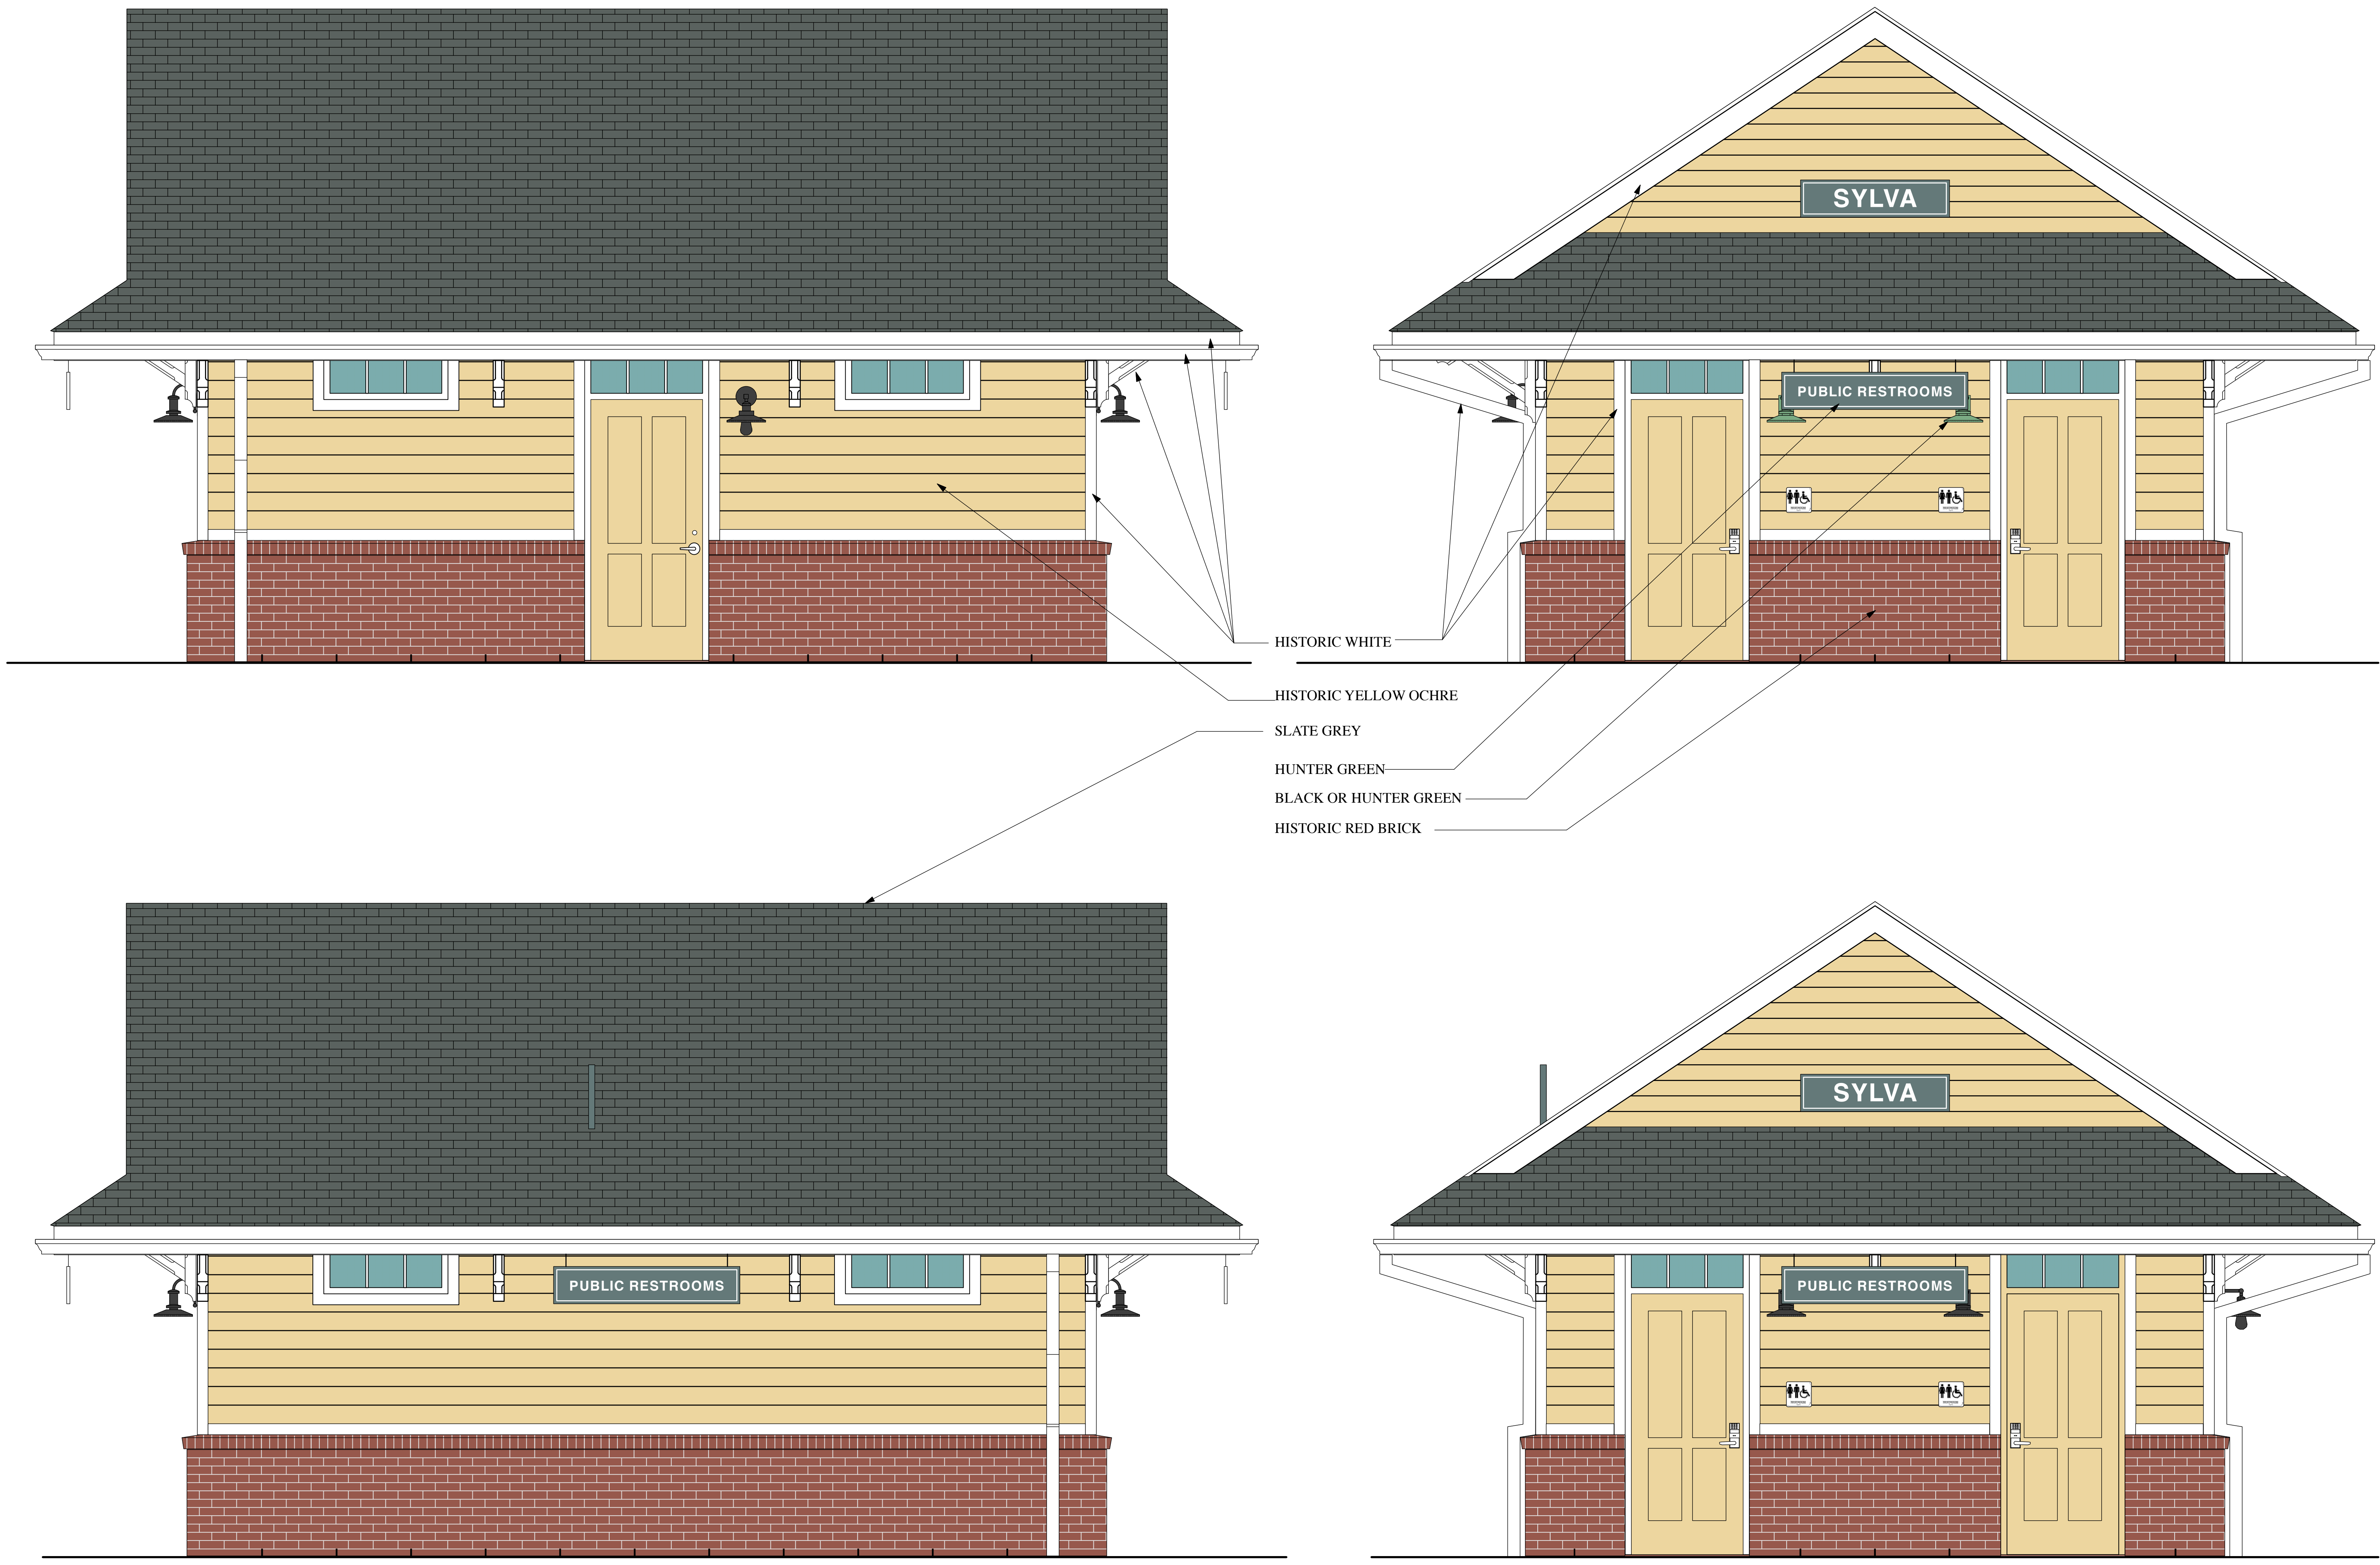 SYLVA
PUBLIC RESTROOMS
HISTORIC WHITE
HISTORIC YELLOW OCHRE
SLATE GREY
HUNTER GREEN
BLACK OR HUNTER GREEN
HISTORIC RED BRICK
SYLVA
PUBLIC RESTROOMS
PUBLIC RESTROOMS